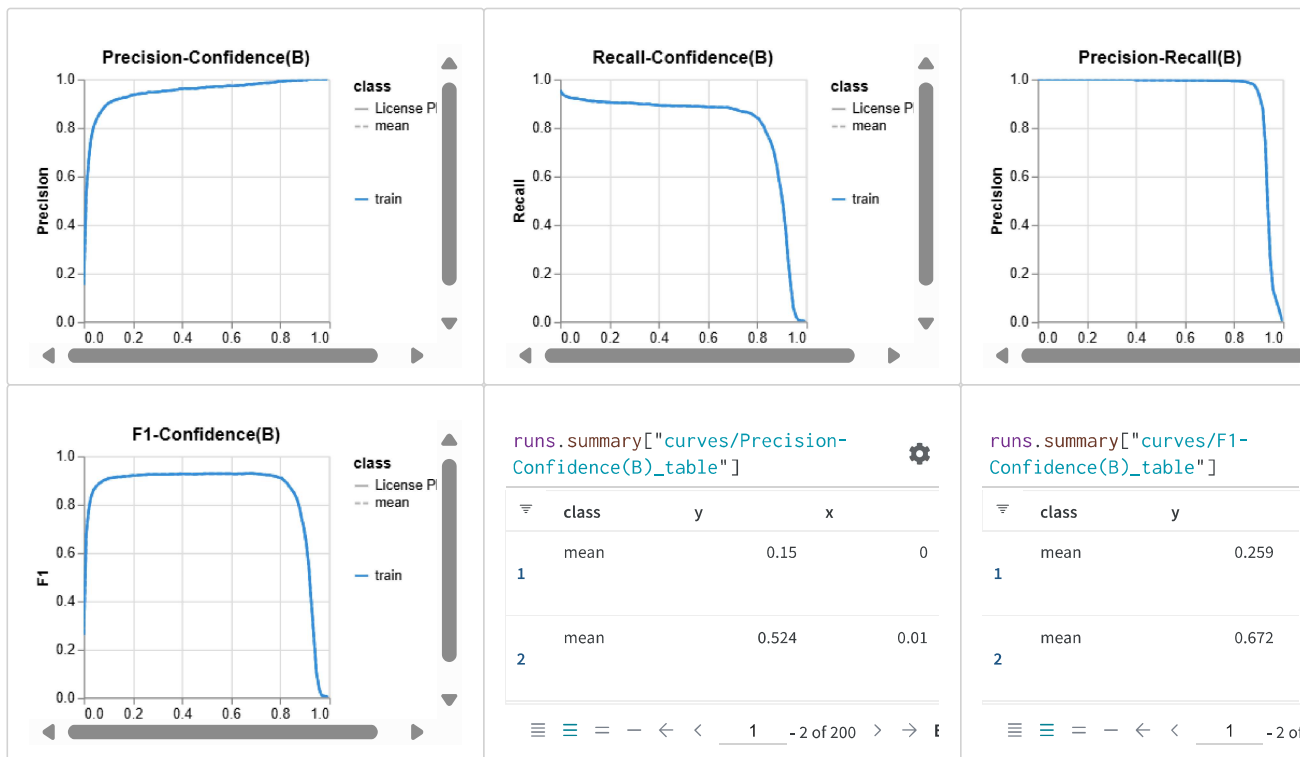 Precision-Confidence(B)
1.0
0.8
0.6
0.4
0.2
0.0
Precision
0.0 0.2 0.4 0.6 0.8 1.0
class
License Pl
mean
train
Recall-Confidence(B)
1.0
0.8
0.6
0.4
0.2
0.0
Recall
0.0 0.2 0.4 0.6 0.8 1.0
class
License Pl
mean
train
Precision-Recall(B)
1.0
0.8
0.6
0.4
0.2
0.0
Precision
0.0 0.2 0.4 0.6 0.8 1.0
F1-Confidence(B)
1.0
0.8
0.6
0.4
0.2
0.0
F1
0.0 0.2 0.4 0.6 0.8 1.0
class
License Pl
mean
train
runs.summary["curves/Precision-
Confidence(B)_table"]
class y x
mean 0.15 0
1
mean 0.524 0.01
2
1 - 2 of 200
runs.summary["curves/F1-
Confidence(B)_table"]
class y
mean 0.259
1
mean 0.672
2
1 - 2 of